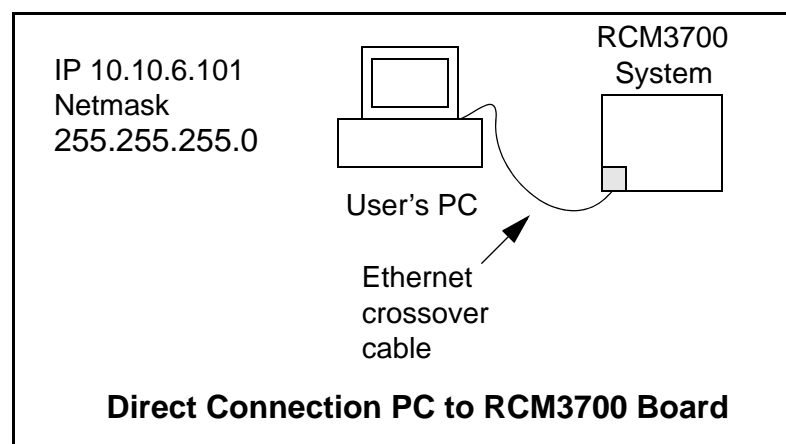 IP 10.10.6.101
Netmask
255.255.255.0
RCM3700
System
User's PC
Ethernet
crossover
cable
Direct Connection PC to RCM3700 Board